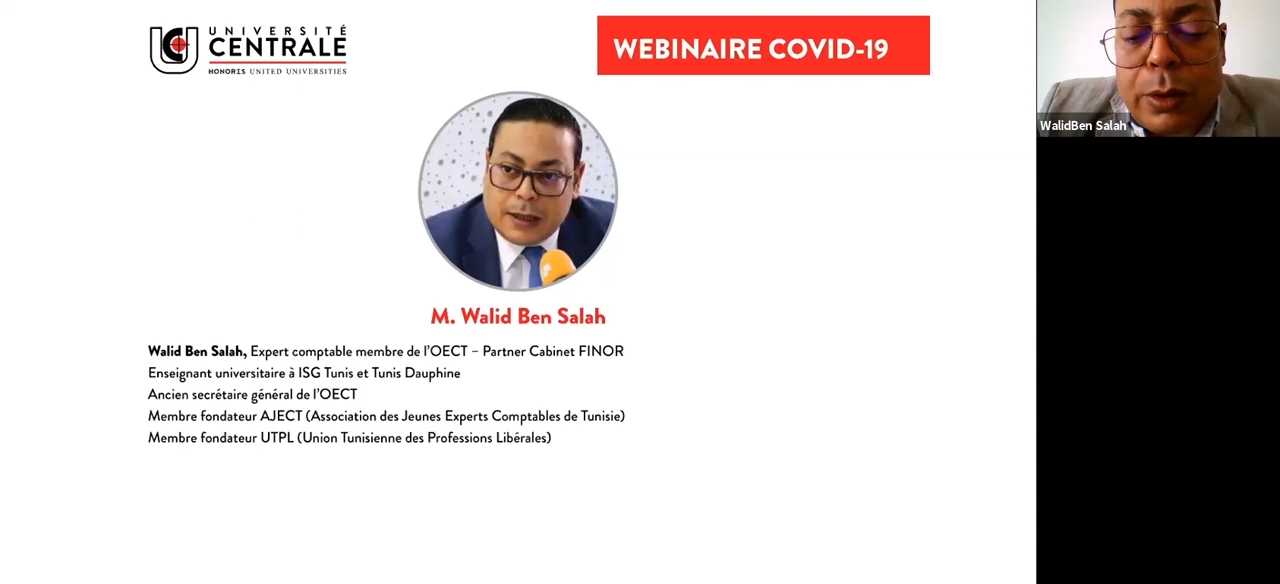 UNIVERSITÉ
CENTRALE
HONORIS UNITED UNIVERSITIES
WEBINAIRE COVID-19
WalidBen Salah
M. Walid Ben Salah
Walid Ben Salah, Expert comptable membre de l'OECT – Partner Cabinet FINOR
Enseignant universitaire à ISG Tunis et Tunis Dauphine
Ancien secrétaire général de l'OECT
Membre fondateur AJECT (Association des Jeunes Experts Comptables de Tunisie)
Membre fondateur UTPL (Union Tunisienne des Professions Libérales)